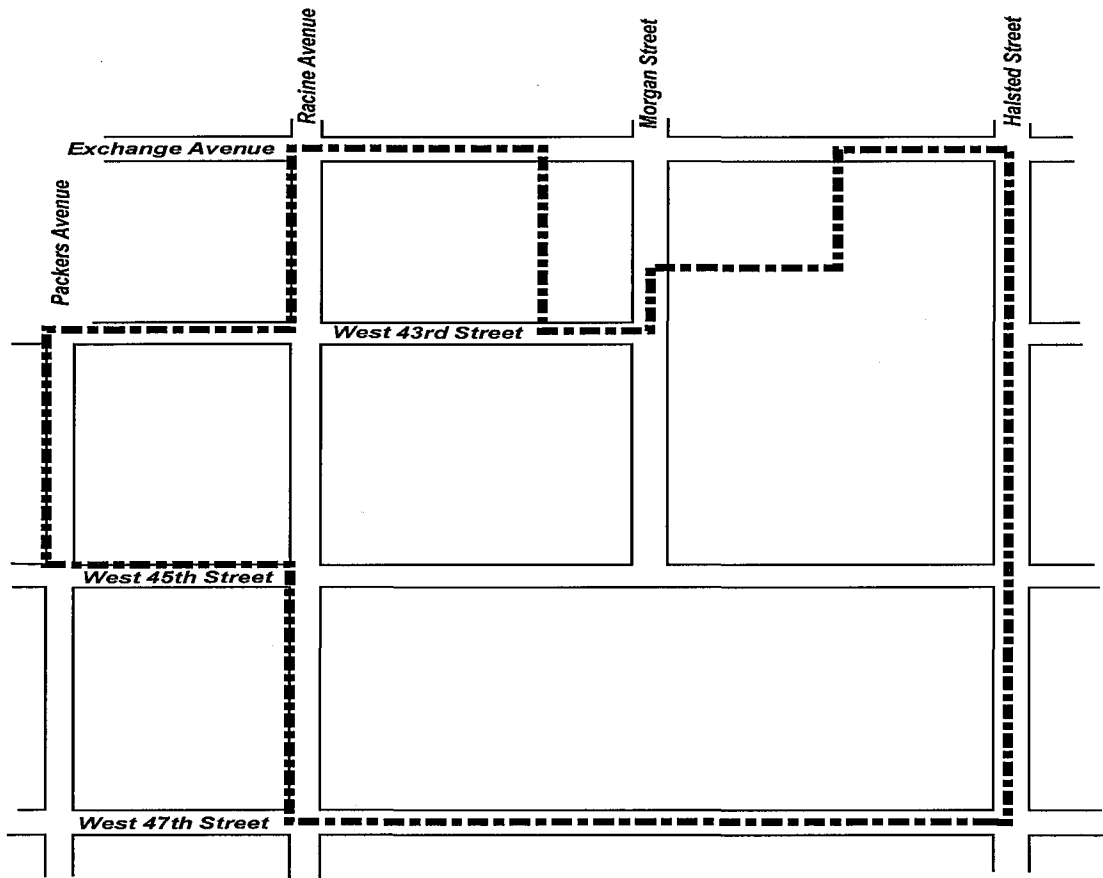 Racine Avenue
Morgan Street
Halsted Street
Exchange Avenue
Packers Avenue
West 43rd Street
West 45th Street
West 47th Street